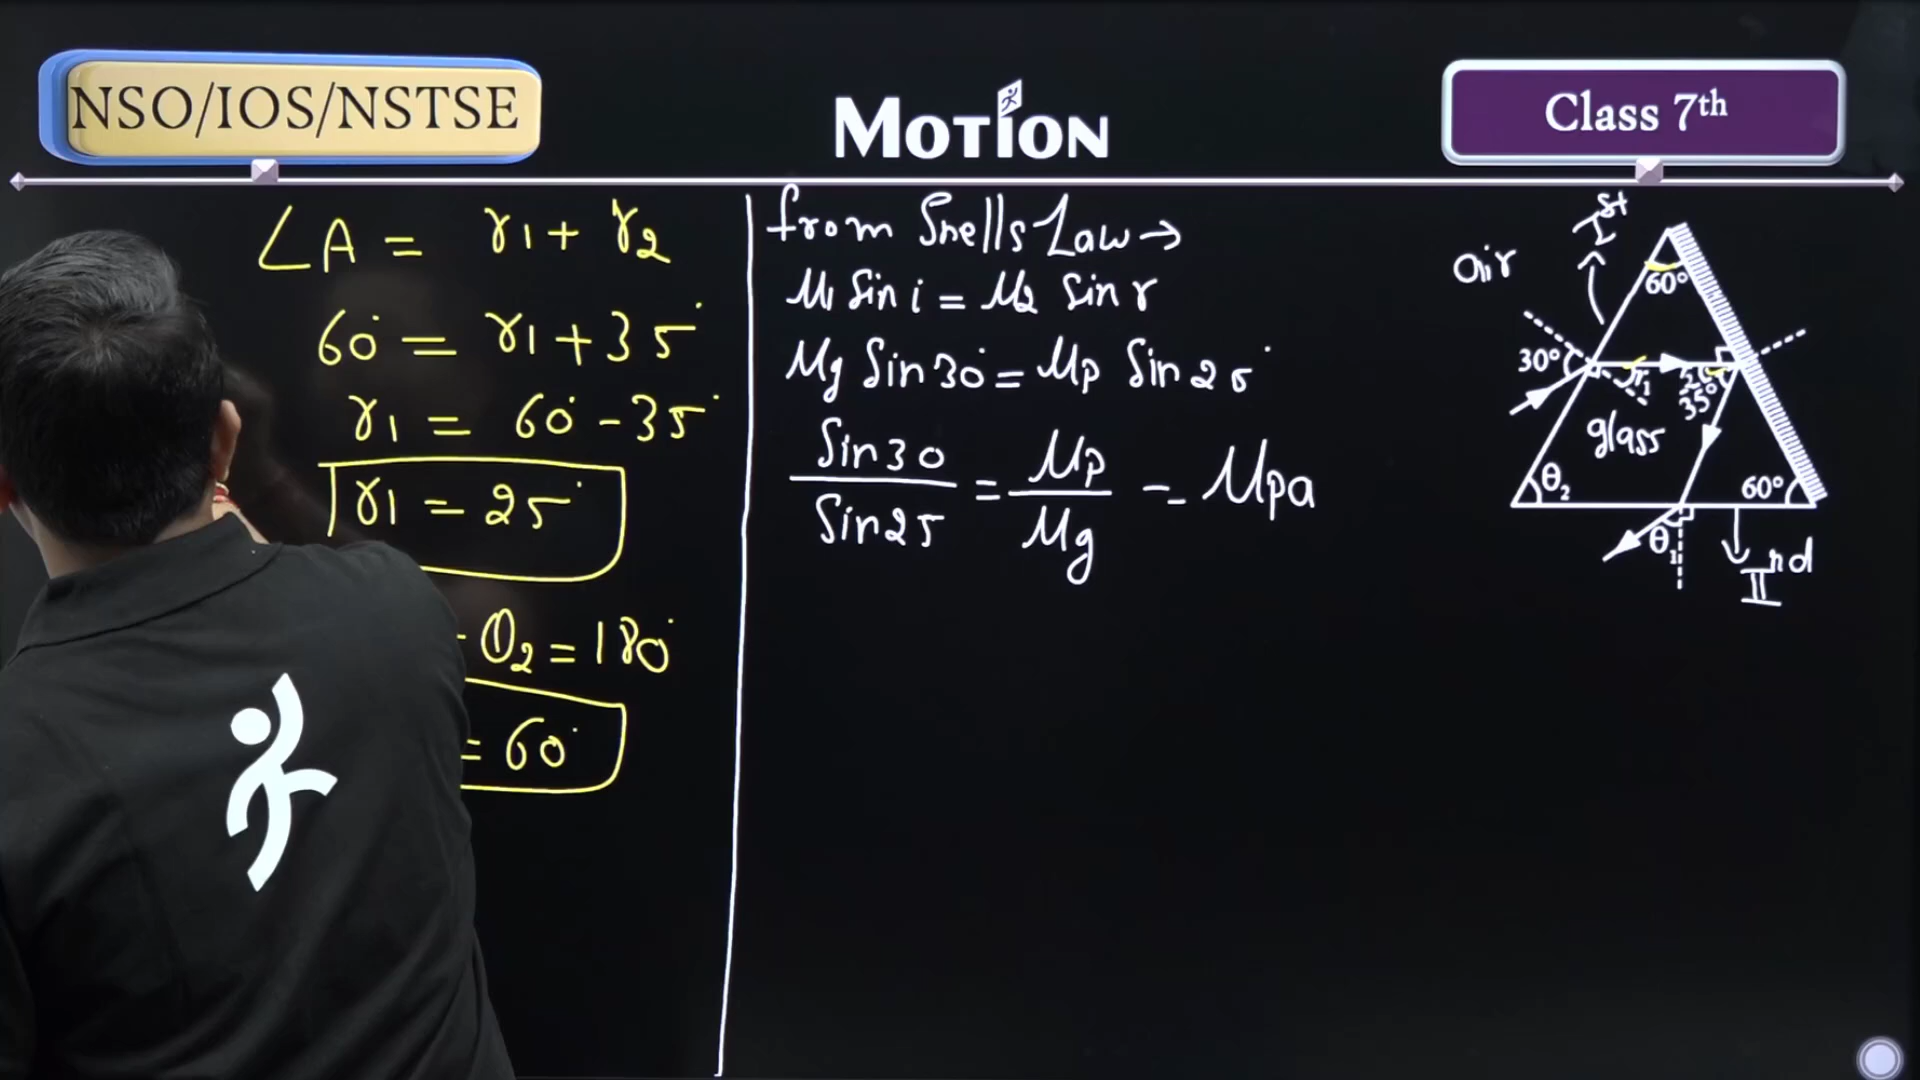 NSO/IOS/NSTSE
MOTION
Class 7th
∠A = r1 + r2
60° = r1 + 35°
r1 = 60° - 35°
r1 = 25°
θ2 = 180°
= 60°
from Snells Law →
μ1 Sin i = μ2 Sin r
μg Sin 30° = μp Sin 25°
Sin 30 / Sin 25 = μp / μg = μpa
Ist
air
60°
30°
r1
35°
glass
θ2
60°
θ1
IInd